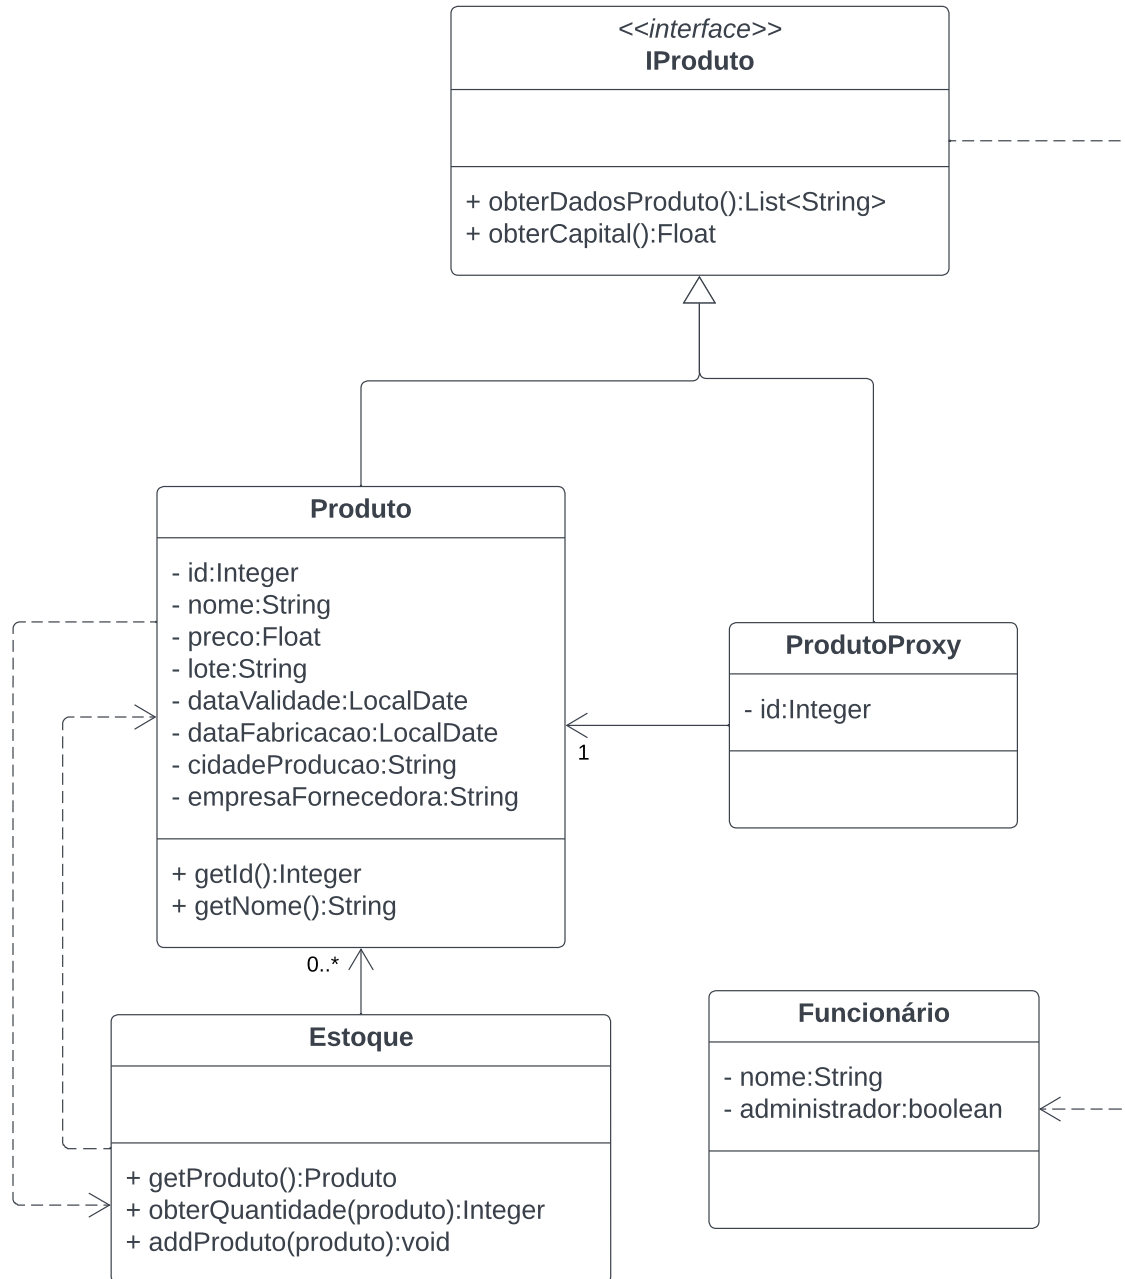 <<interface>>
IProduto
+ obterDadosProduto():List<String>
+ obterCapital():Float
Produto
- id:Integer
- nome:String
- preco:Float
- lote:String
- dataValidade:LocalDate
- dataFabricacao:LocalDate
- cidadeProducao:String
- empresaFornecedora:String
+ getId():Integer
+ getNome():String
ProdutoProxy
- id:Integer
1
0..*
Estoque
+ getProduto():Produto
+ obterQuantidade(produto):Integer
+ addProduto(produto):void
Funcionário
- nome:String
- administrador:boolean